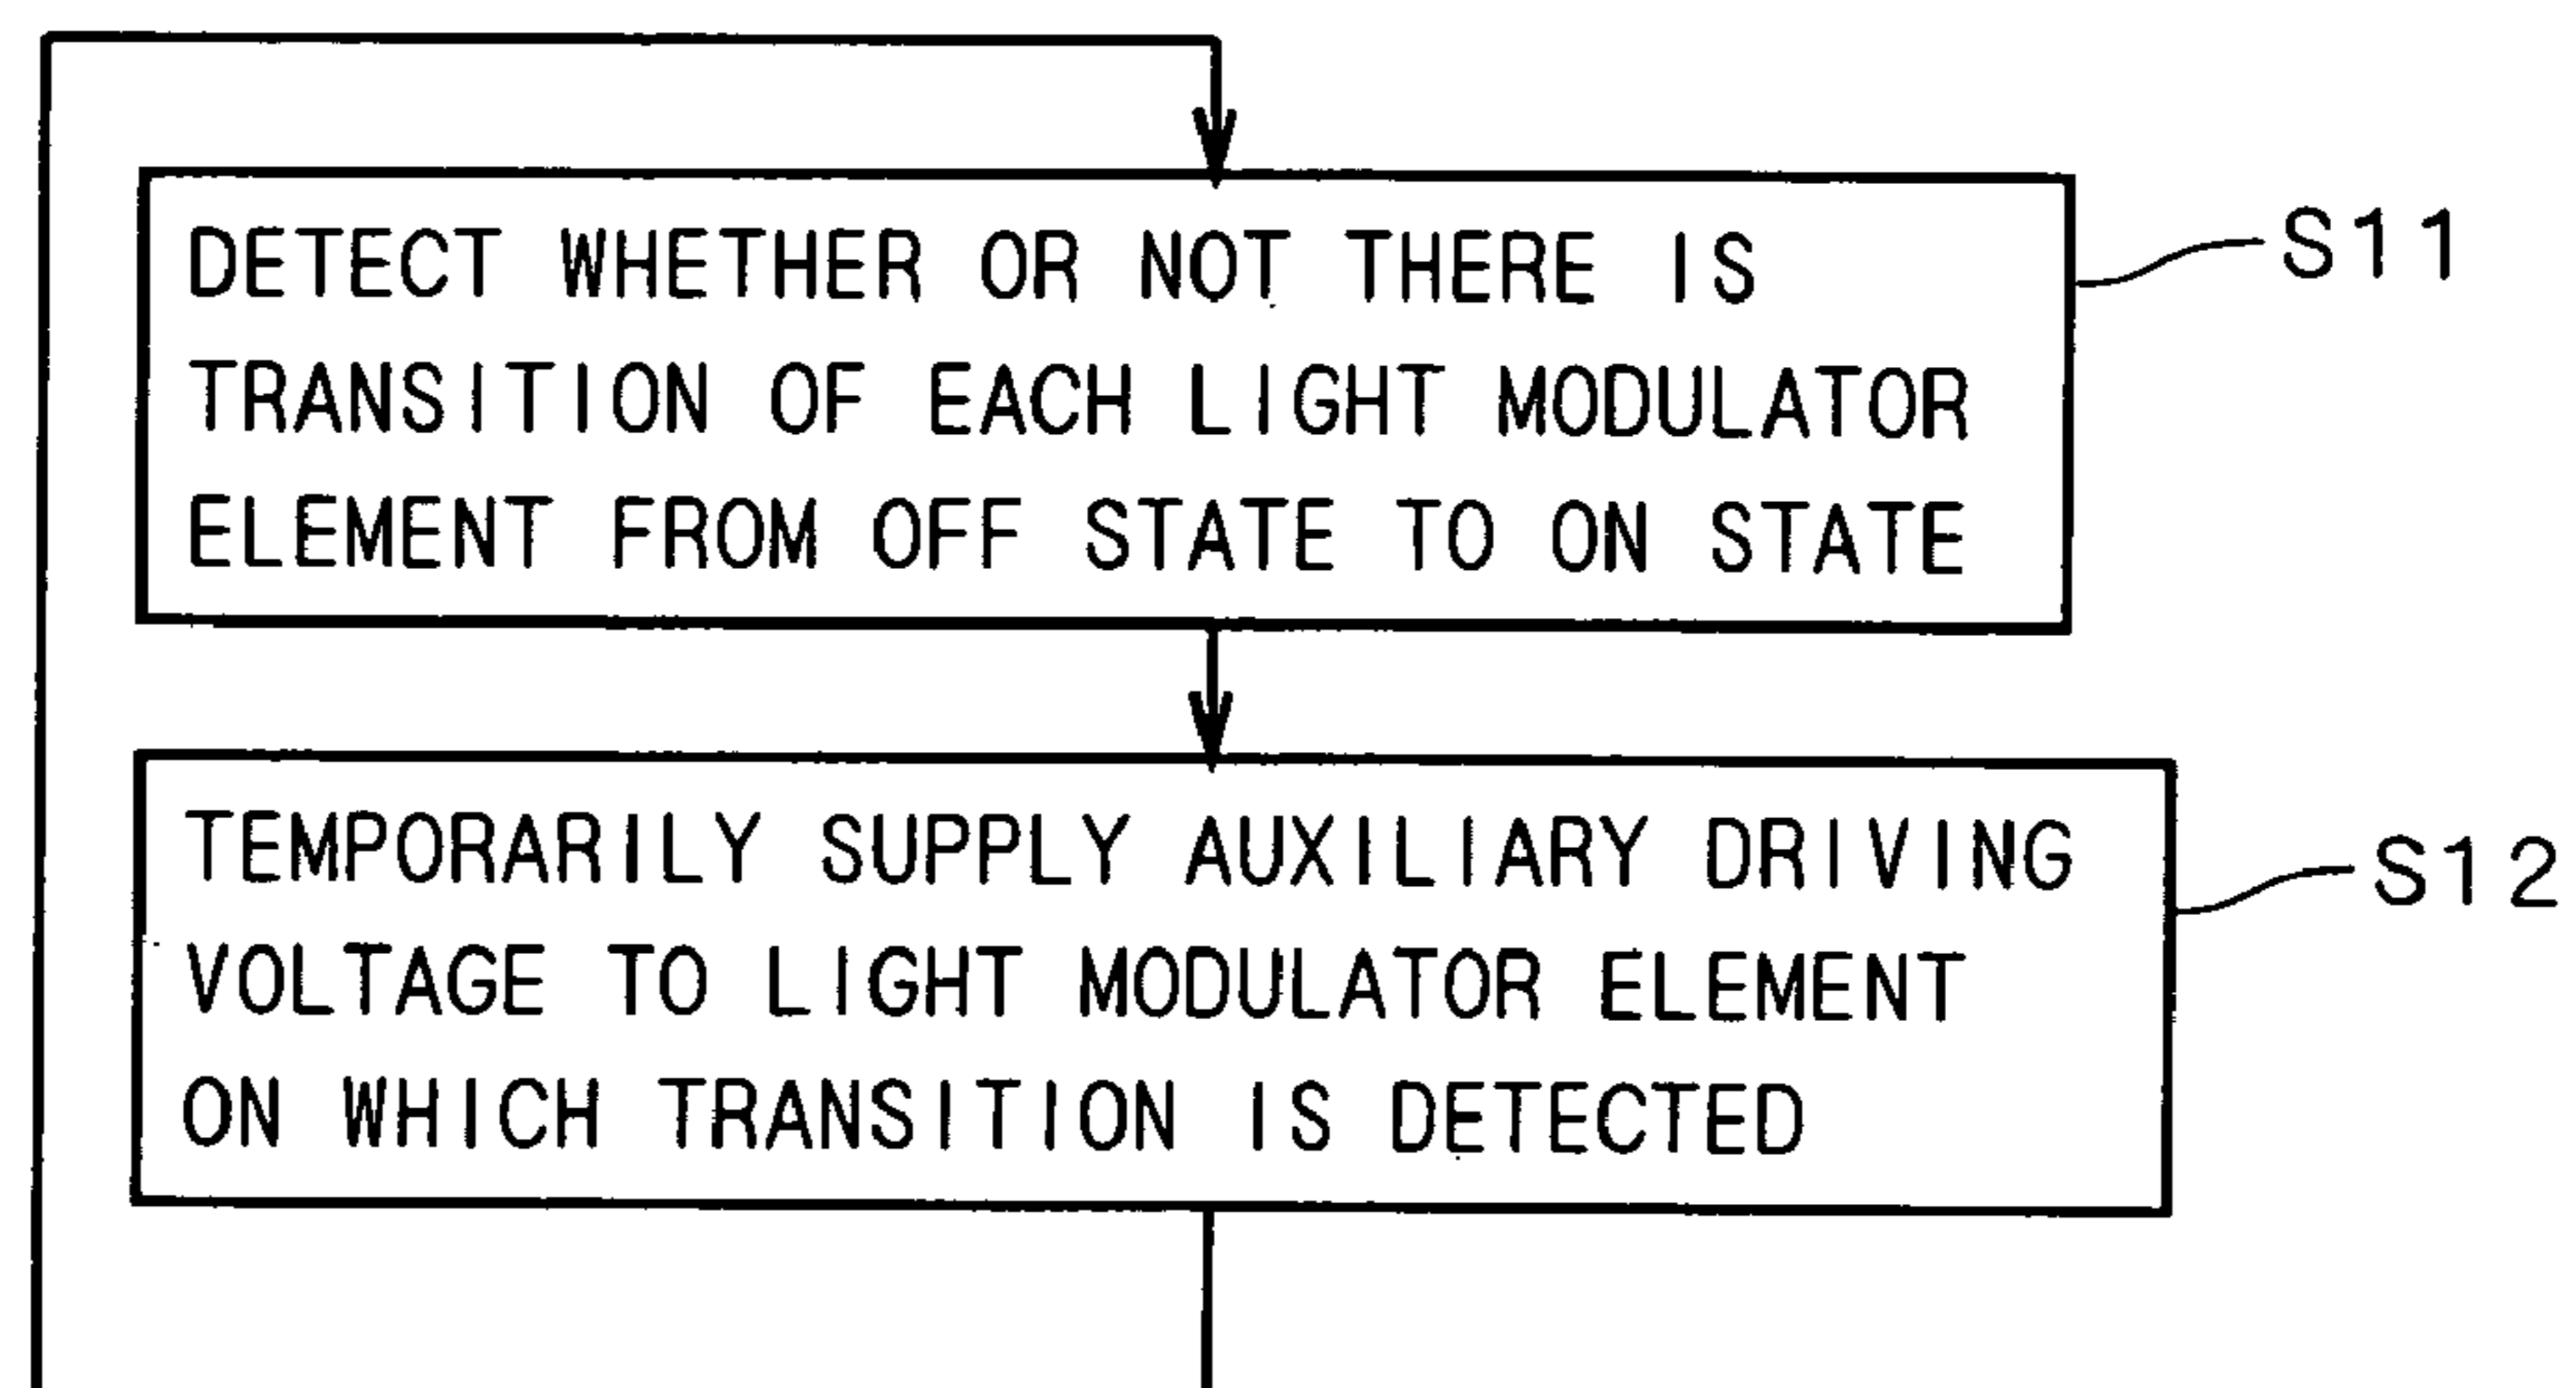 DETECT WHETHER OR NOT THERE IS
TRANSITION OF EACH LIGHT MODULATOR
ELEMENT FROM OFF STATE TO ON STATE
S11
TEMPORARILY SUPPLY AUXILIARY DRIVING
VOLTAGE TO LIGHT MODULATOR ELEMENT
ON WHICH TRANSITION IS DETECTED
S12